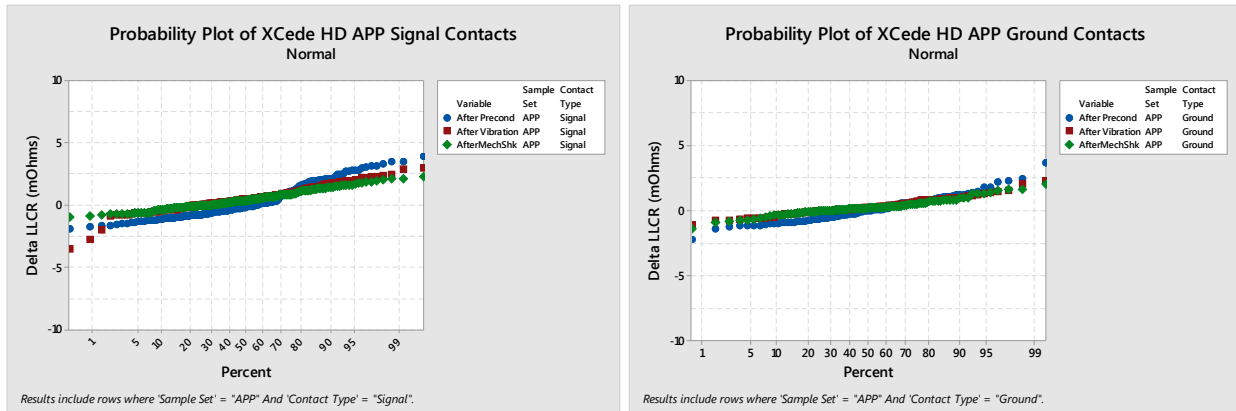 Probability Plot of XCede HD APP Signal Contacts
Normal
10
5
0
-5
-10
Delta LLCR (mOhms)
1
5
10
20
30
40
50
60
70
80
90
95
99
Percent
Sample Contact
Variable Set Type
After Precond APP Signal
After Vibration APP Signal
AfterMechShk APP Signal
Results include rows where 'Sample Set' = "APP" And 'Contact Type' = "Signal".
Probability Plot of XCede HD APP Ground Contacts
Normal
10
5
0
-5
-10
Delta LLCR (mOhms)
1
5
10
20
30
40
50
60
70
80
90
95
99
Percent
Sample Contact
Variable Set Type
After Precond APP Ground
After Vibration APP Ground
AfterMechShk APP Ground
Results include rows where 'Sample Set' = "APP" And 'Contact Type' = "Ground".